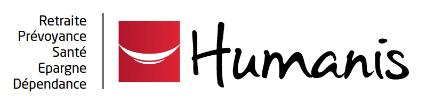 Retraite
Prévoyance
Santé
Epargne
Dépendance
Humanis